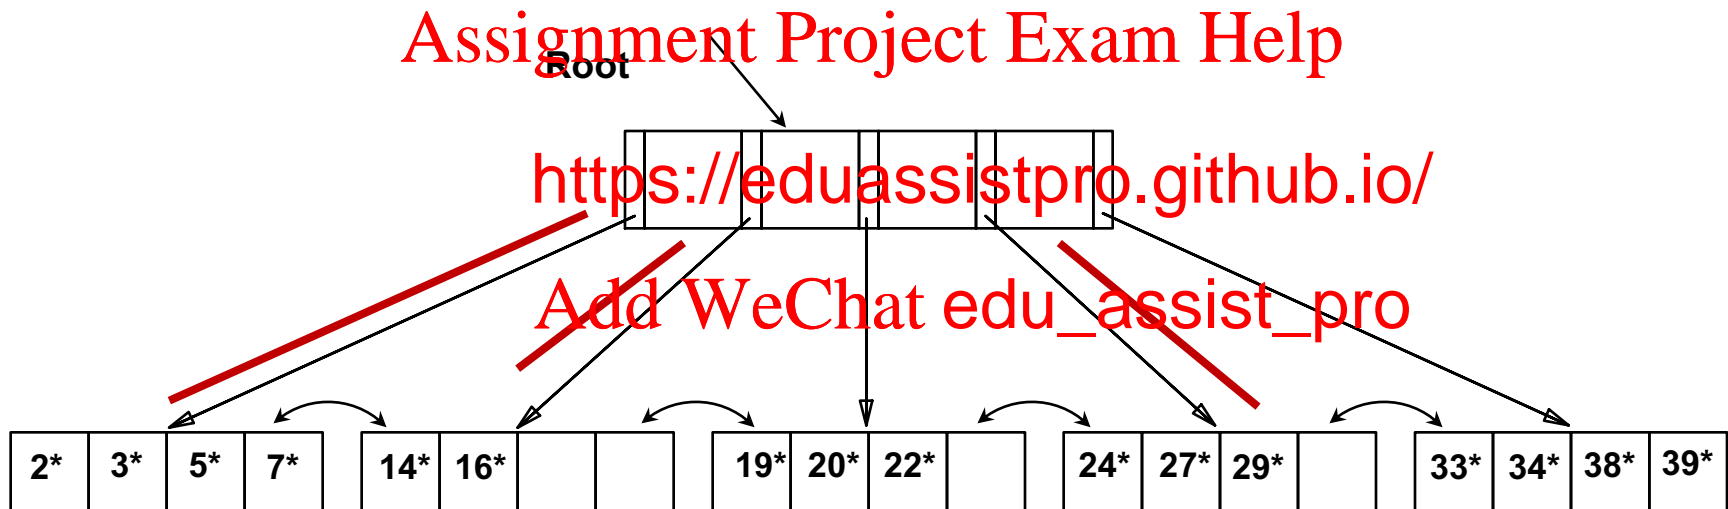 Assignment Project Exam Help
Root
https://eduassistpro.github.io/
Add WeChat edu_assist_pro
2* 3* 5* 7* 14* 16* 19* 20* 22* 24* 27* 29* 33* 34* 38* 39*